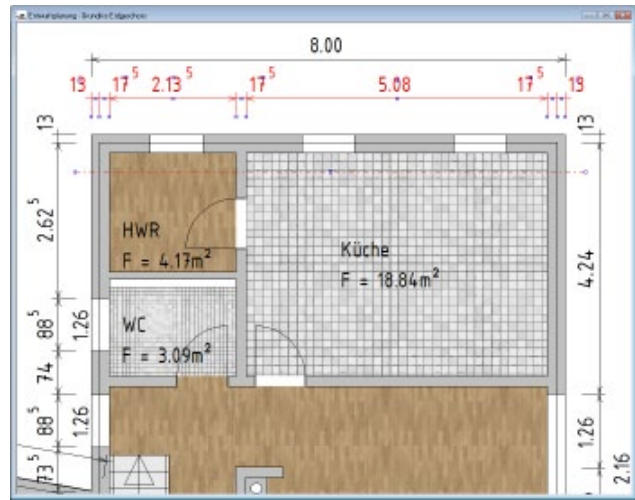 Entwurfsplanung - Grundriss Erdgeschoss
8.00
13 17⁵ 2.13⁵ 17⁵ 5.08 17⁵ 13
13
13
2.62⁵
HWR
F = 4.17m²
Küche
F = 18.84m²
4.24
88⁵
1.26
WC
F = 3.09m²
74
88⁵
1.26
1.26
73⁵
2.16